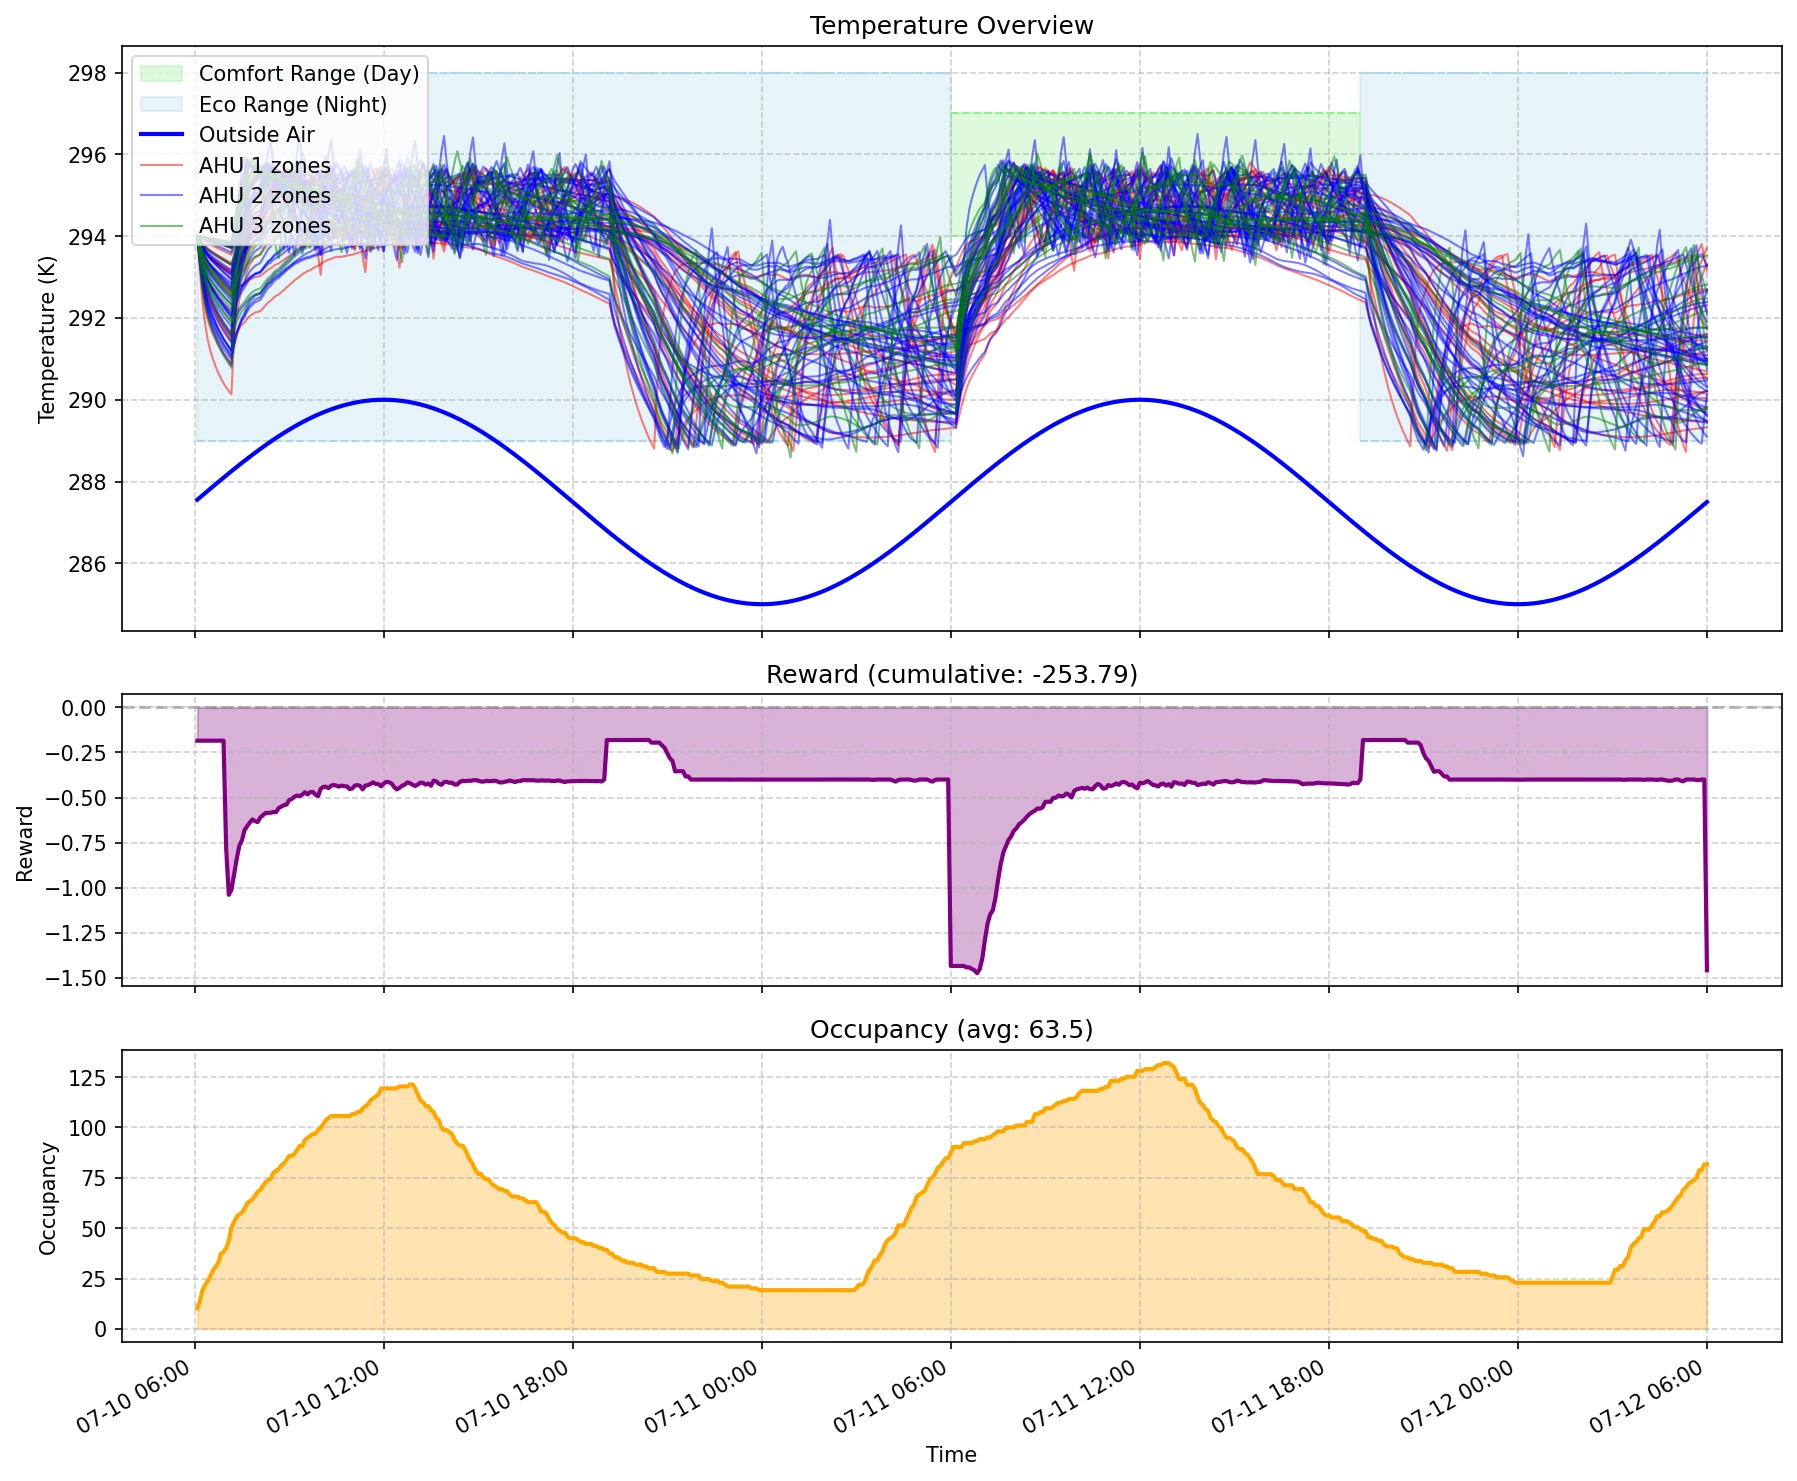 Temperature Overview
Comfort Range (Day)
Eco Range (Night)
Outside Air
AHU 1 zones
AHU 2 zones
AHU 3 zones
298
296
294
292
290
288
286
Temperature (K)
Reward (cumulative: -253.79)
0.00
−0.25
−0.50
−0.75
−1.00
−1.25
−1.50
Reward
Occupancy (avg: 63.5)
125
100
75
50
25
0
Occupancy
07-10 06:00
07-10 12:00
07-10 18:00
07-11 00:00
07-11 06:00
07-11 12:00
07-11 18:00
07-12 00:00
07-12 06:00
Time